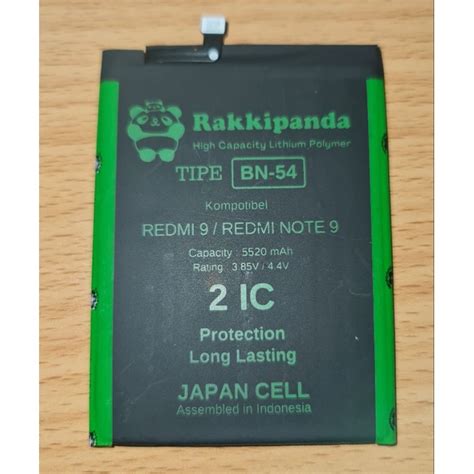 Rakkipanda
High Capacity Lithium Polymer
TIPE BN-54
Kompotibel
REDMI 9 / REDMI NOTE 9
Capacity : 5520 mAh
Rating : 3.85V / 4.4V
2 IC
Protection
Long Lasting
JAPAN CELL
Assembled in Indonesia